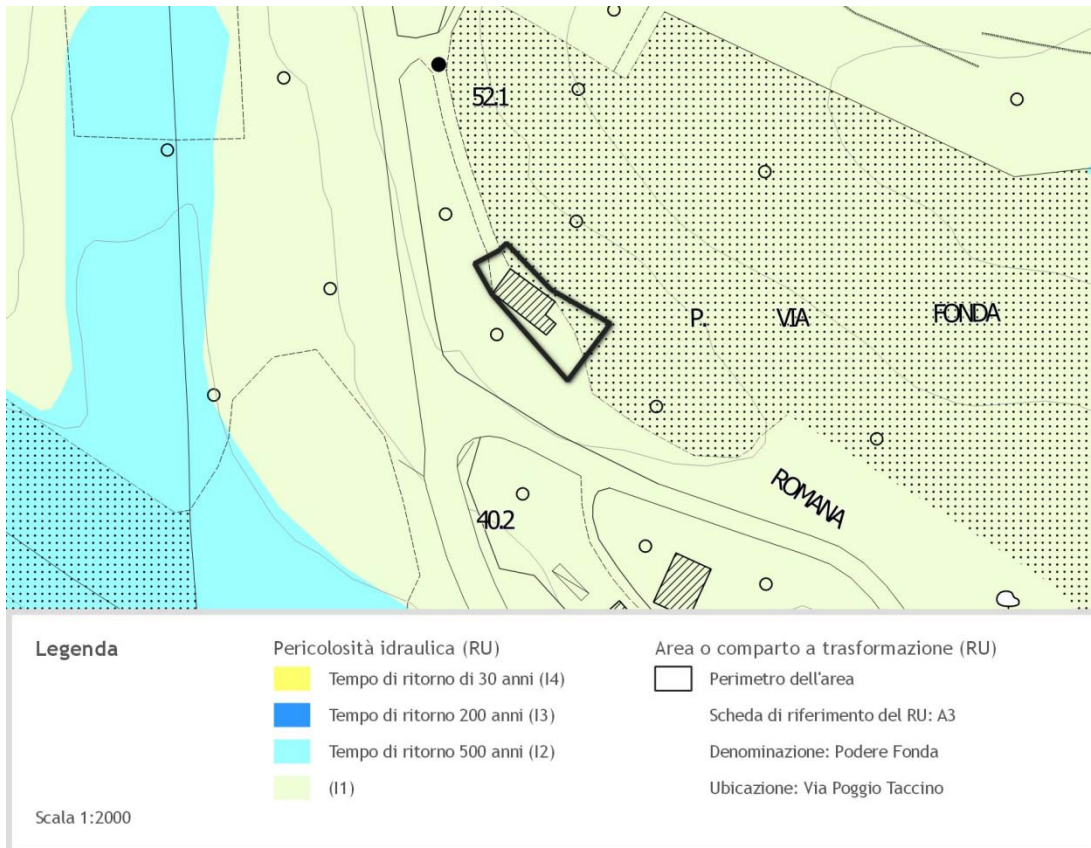 52.1
P. VIA FONDA
ROMANA
40.2
Legenda
Pericolosità idraulica (RU)
Tempo di ritorno di 30 anni (I4)
Tempo di ritorno 200 anni (I3)
Tempo di ritorno 500 anni (I2)
(I1)
Area o comparto a trasformazione (RU)
Perimetro dell'area
Scheda di riferimento del RU: A3
Denominazione: Podere Fonda
Ubicazione: Via Poggio Taccino
Scala 1:2000